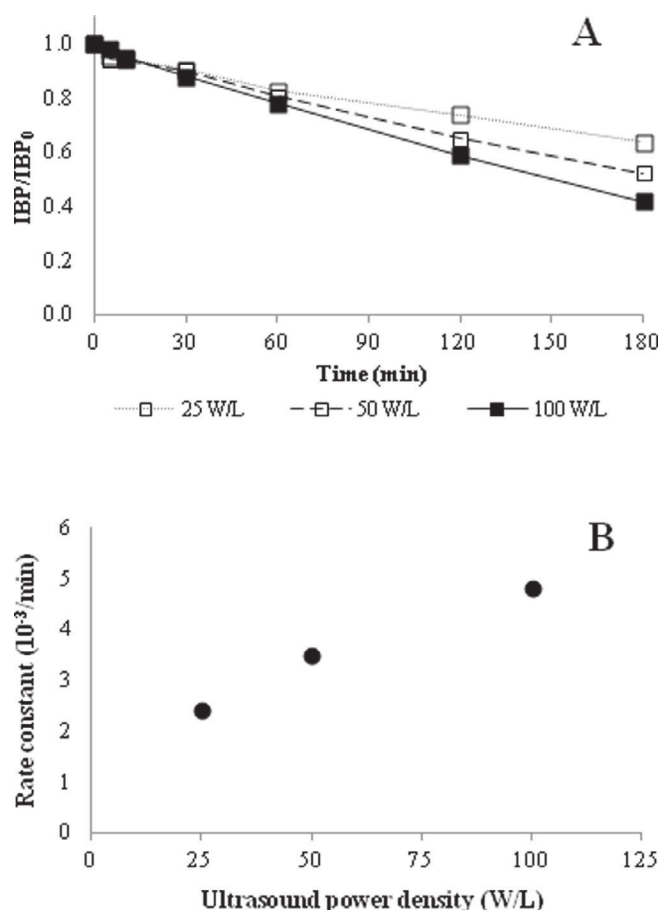 A
1.0
0.8
0.6
0.4
0.2
0.0
IBP/IBP₀
0 30 60 90 120 150 180
Time (min)
25 W/L 50 W/L 100 W/L
B
6
5
4
3
2
1
0
Rate constant (10⁻³/min)
0 25 50 75 100 125
Ultrasound power density (W/L)